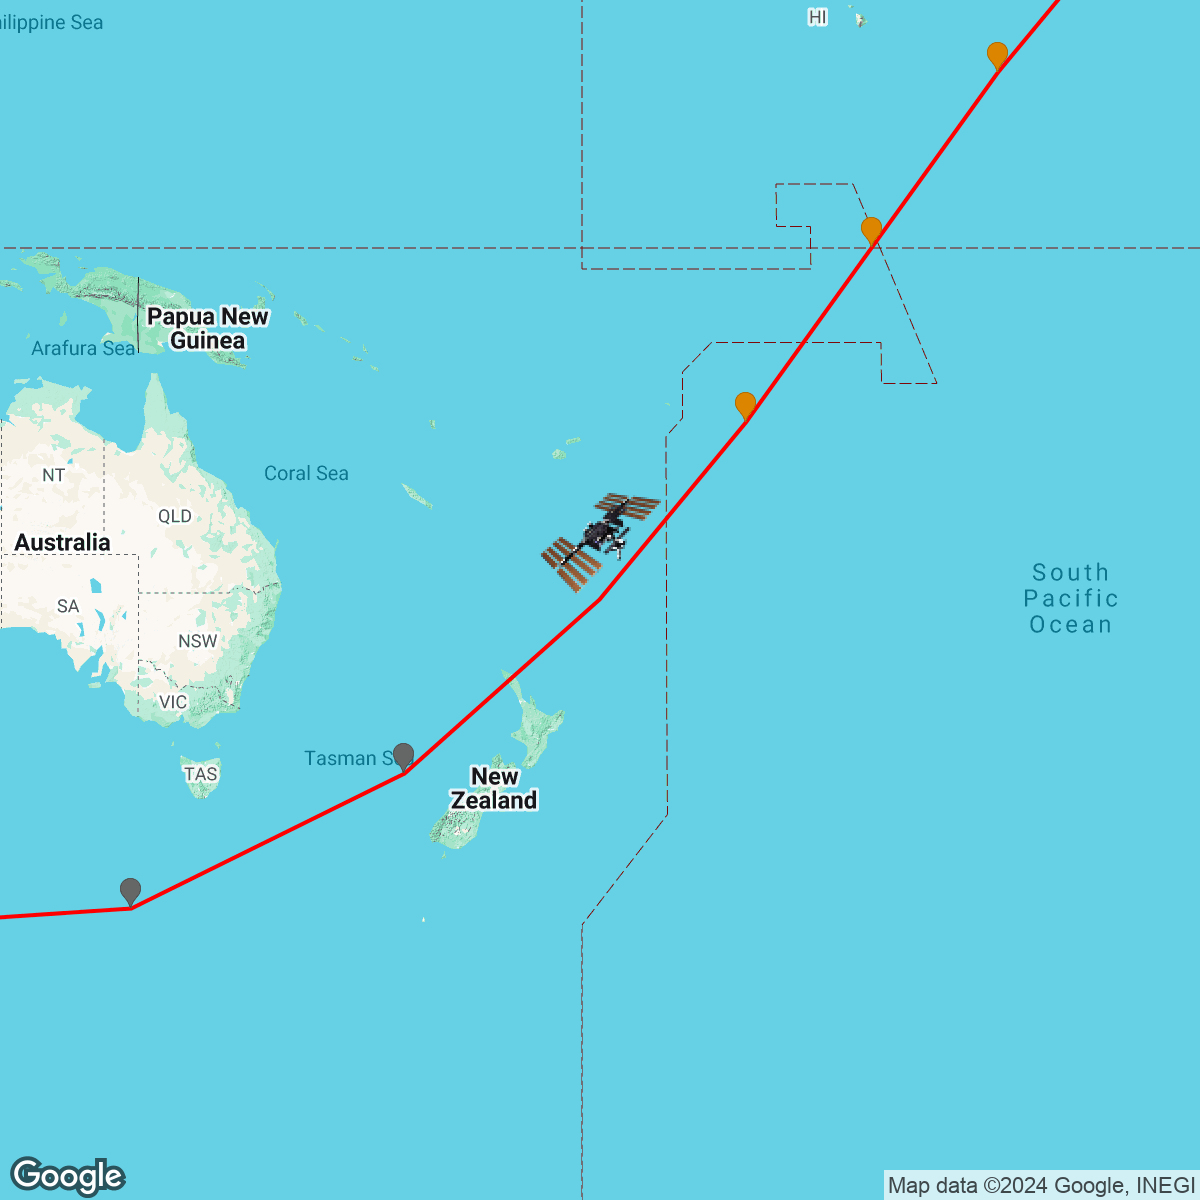 ilippine Sea
HI
Papua New
Guinea
Arafura Sea
NT
Coral Sea
QLD
Australia
South
Pacific
Ocean
SA
NSW
VIC
Tasman S
TAS
New
Zealand
Google
Map data ©2024 Google, INEGI